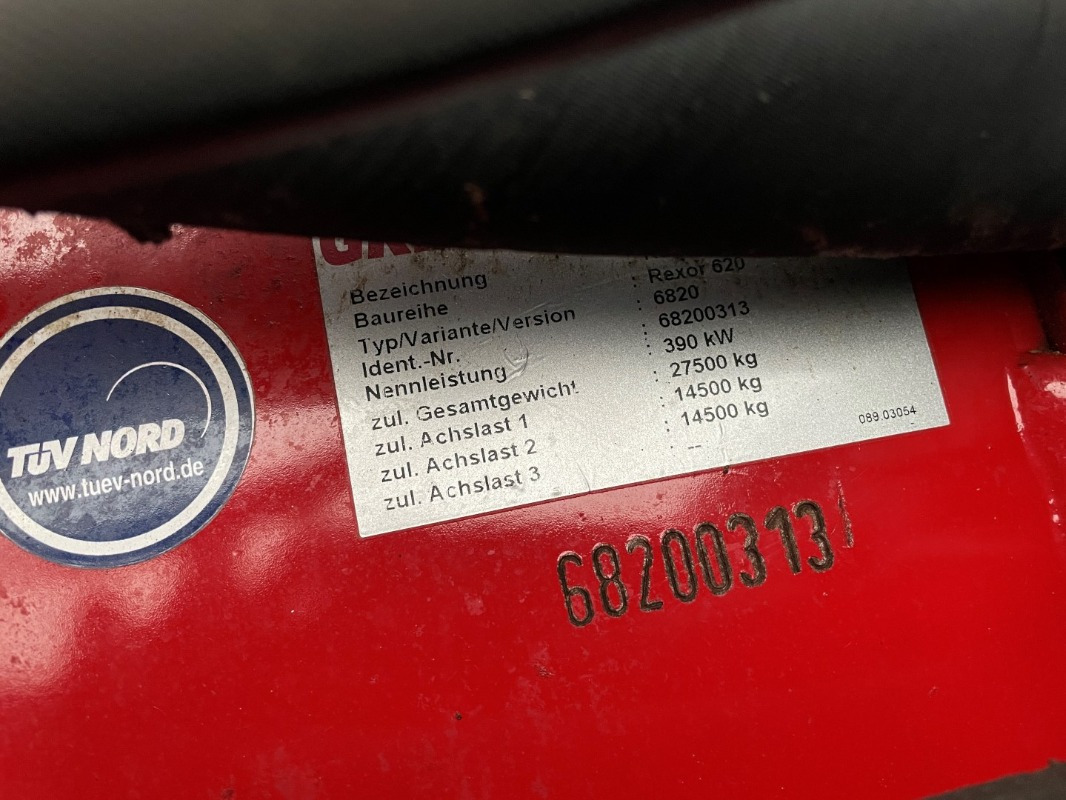 Bezeichnung :
Baureihe : Rexor 620
Typ/Variante/Version : 6820
Ident.-Nr. : 68200313
Nennleistung : 390 kW
zul. Gesamtgewicht : 27500 kg
zul. Achslast 1 : 14500 kg
zul. Achslast 2 : 14500 kg
zul. Achslast 3 : --
089.03054
TÜV NORD
www.tuev-nord.de
68200313